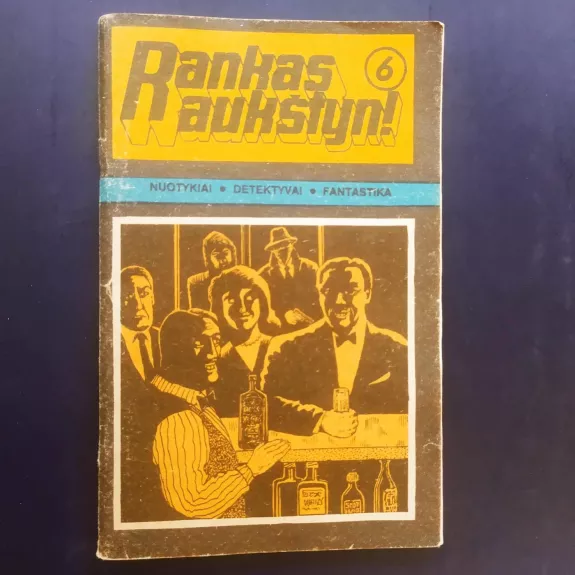 Rankas
aukštyn!
6
NUOTYKIAI • DETEKTYVAI • FANTASTIKA